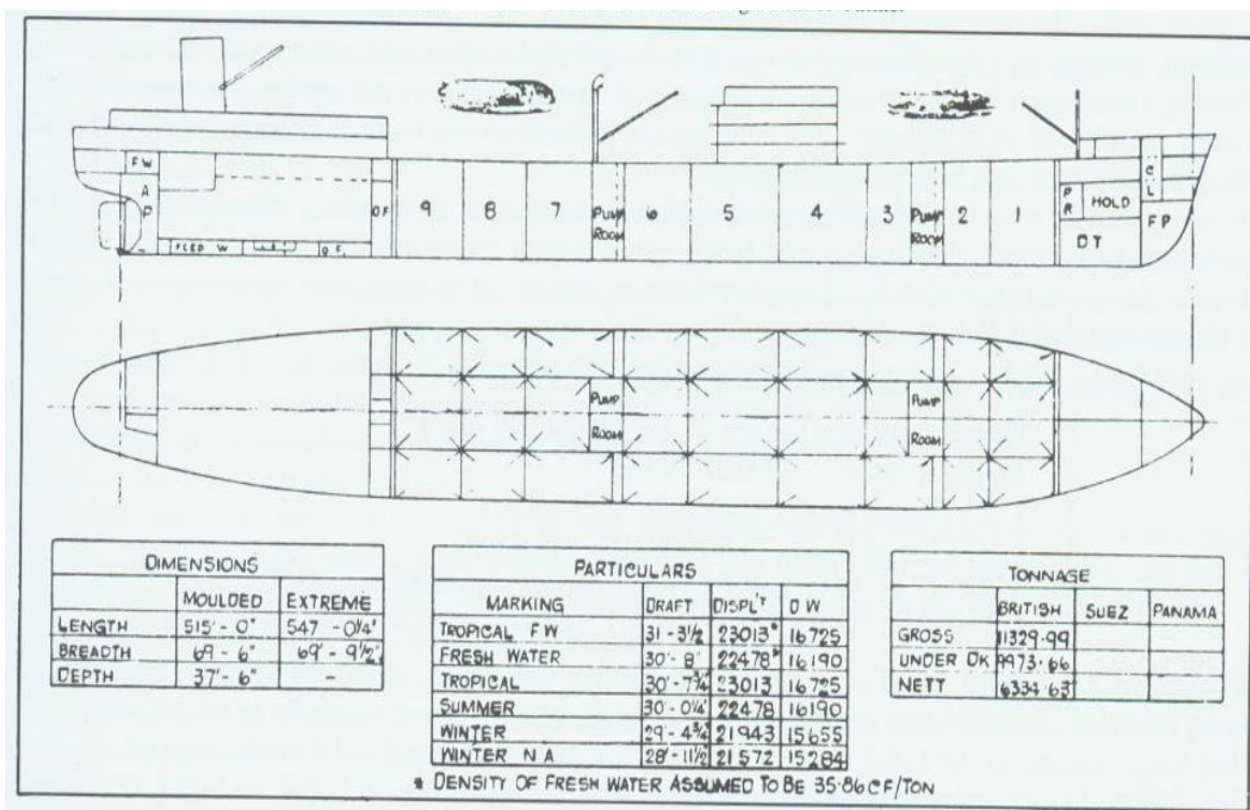 FW
A
P
OF
9 8 7 PUMP ROOM 6 5 4 3 PUMP ROOM 2 1
P
R
HOLD
C
L
FP
DT
FEED W
O F
PUMP
ROOM
PUMP
ROOM
DIMENSIONS
MOULDED EXTREME
LENGTH 515'-0" 547-0¼"
BREADTH 69-6" 69'-9½"
DEPTH 37'-6" -
PARTICULARS
MARKING DRAFT DISPL'T D W
TROPICAL FW 31-3½ 23013* 16725
FRESH WATER 30'-8' 22478* 16190
TROPICAL 30'-7¾ 23013 16725
SUMMER 30'-0¼' 22478 16190
WINTER 29'-4¾ 21943 15655
WINTER N A 28'-11½ 21572 15284
* DENSITY OF FRESH WATER ASSUMED TO BE 35·86 CF/TON
TONNAGE
BRITISH SUEZ PANAMA
GROSS 11329·99
UNDER DK 9973·66
NETT 6334·63